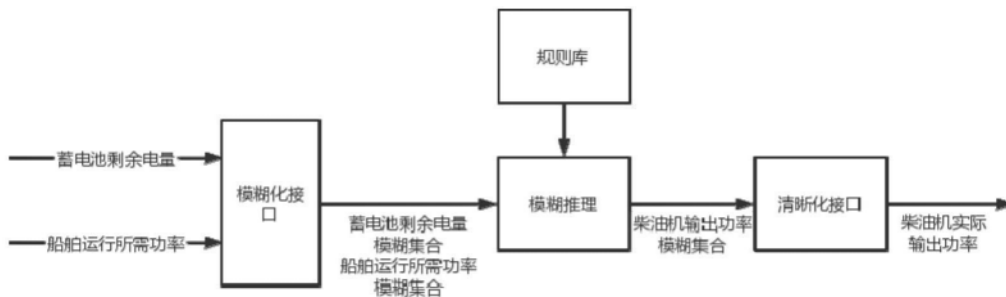 规则库
蓄电池剩余电量
船舶运行所需功率
模糊化接
口
蓄电池剩余电量
模糊集合
船舶运行所需功率
模糊集合
模糊推理
柴油机输出功率
模糊集合
清晰化接口
柴油机实际
输出功率